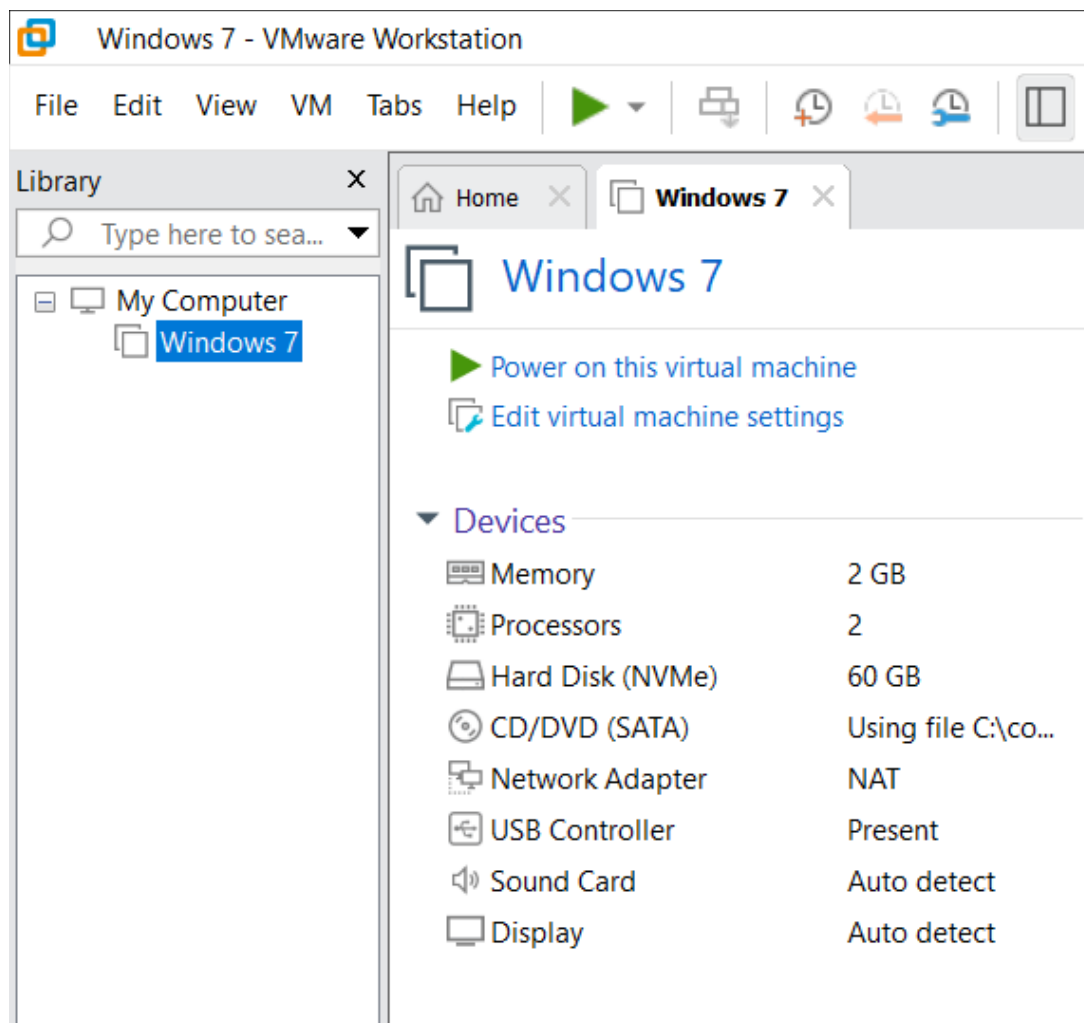 Windows 7 - VMware Workstation
File Edit View VM Tabs Help
Library
Type here to sea...
My Computer
Windows 7
Home
Windows 7
Windows 7
Power on this virtual machine
Edit virtual machine settings
Devices
Memory 2 GB
Processors 2
Hard Disk (NVMe) 60 GB
CD/DVD (SATA) Using file C:\co...
Network Adapter NAT
USB Controller Present
Sound Card Auto detect
Display Auto detect